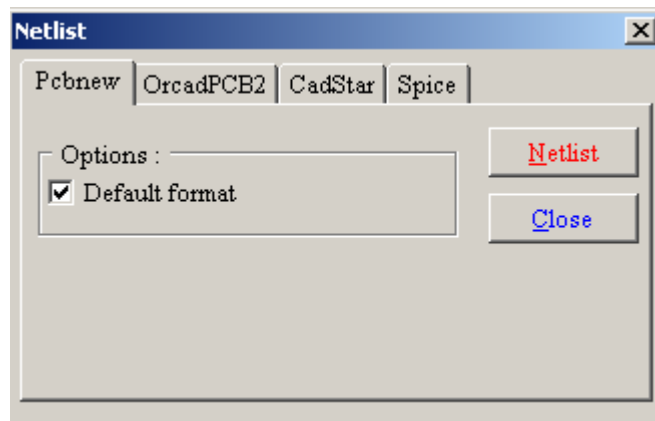 Netlist
Pcbnew OrcadPCB2 CadStar Spice
Options :
Default format
Netlist
Close